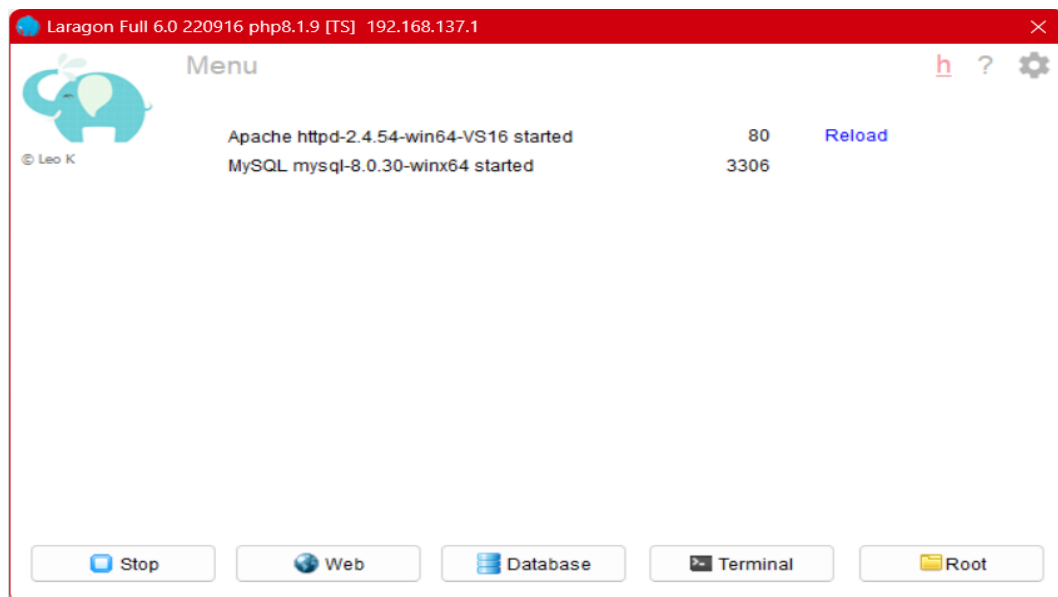 Laragon Full 6.0 220916 php8.1.9 [TS] 192.168.137.1
Menu h ?
© Leo K
Apache httpd-2.4.54-win64-VS16 started 80 Reload
MySQL mysql-8.0.30-winx64 started 3306
Stop Web Database Terminal Root